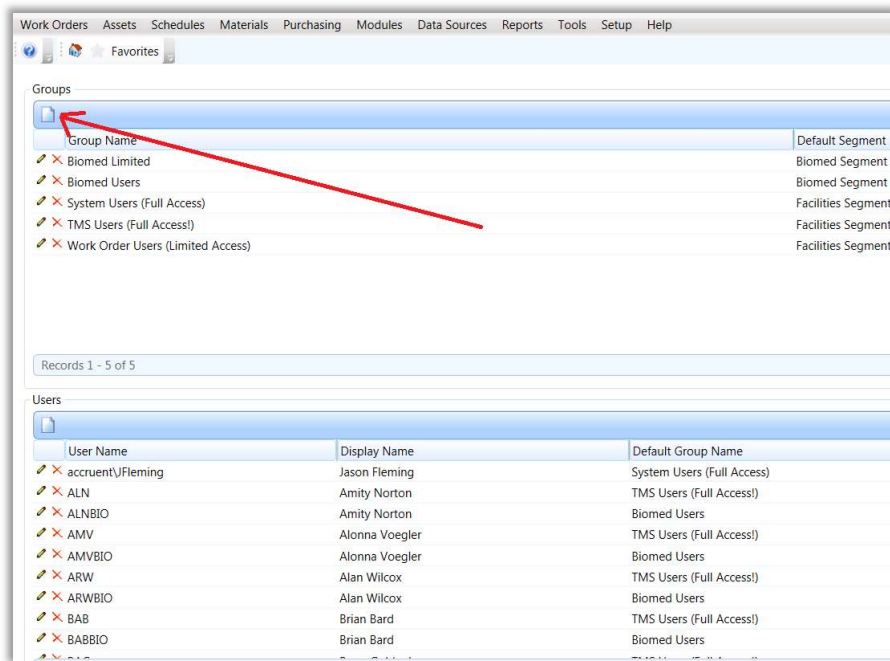 Work Orders Assets Schedules Materials Purchasing Modules Data Sources Reports Tools Setup Help
Favorites
Groups
Group Name Default Segment
Biomed Limited Biomed Segment
Biomed Users Biomed Segment
System Users (Full Access) Facilities Segment
TMS Users (Full Access!) Facilities Segment
Work Order Users (Limited Access) Facilities Segment
Records 1 - 5 of 5
Users
User Name Display Name Default Group Name
accruent\JFleming Jason Fleming System Users (Full Access)
ALN Amity Norton TMS Users (Full Access!)
ALNBIO Amity Norton Biomed Users
AMV Alonna Voegler TMS Users (Full Access!)
AMVBIO Alonna Voegler Biomed Users
ARW Alan Wilcox TMS Users (Full Access!)
ARWBIO Alan Wilcox Biomed Users
BAB Brian Bard TMS Users (Full Access!)
BABBIO Brian Bard Biomed Users